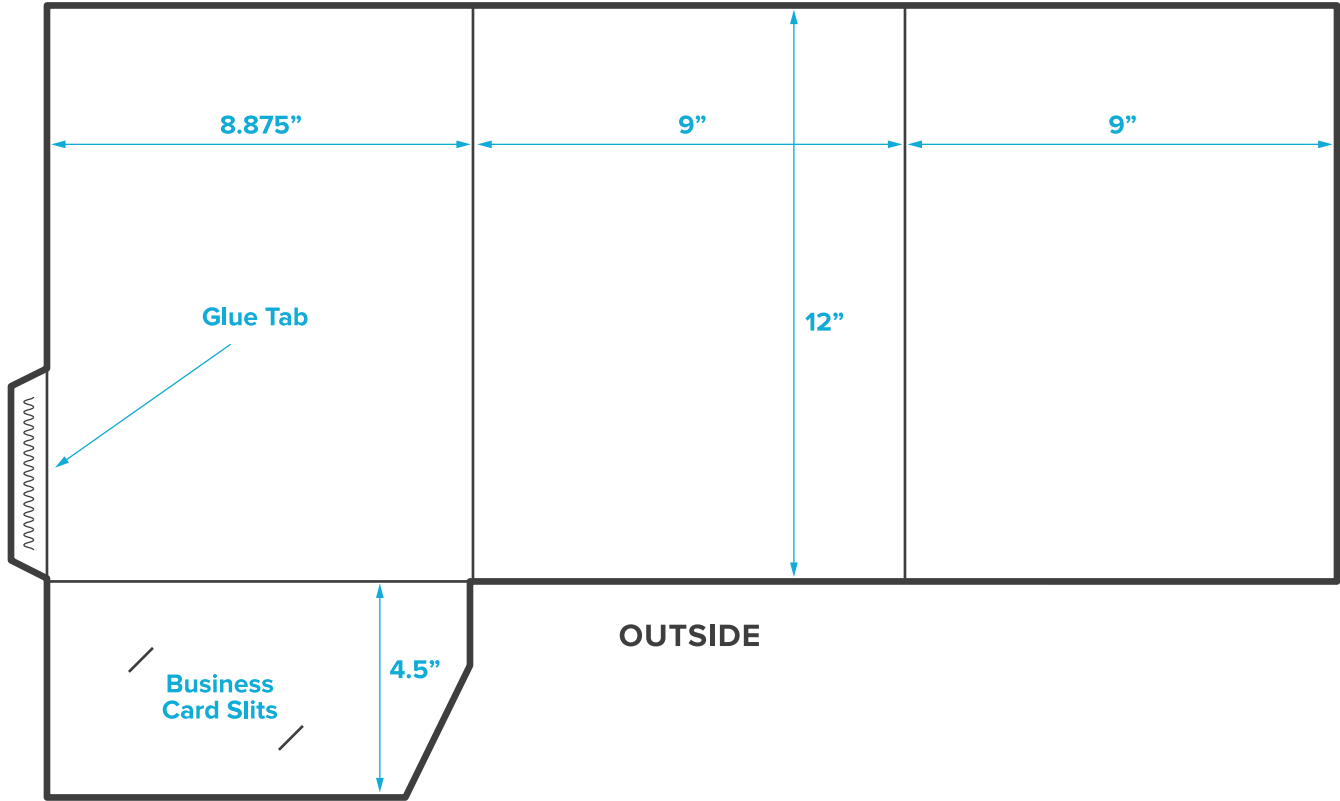 8.875”
9”
9”
Glue Tab
12”
OUTSIDE
4.5”
Business
Card Slits